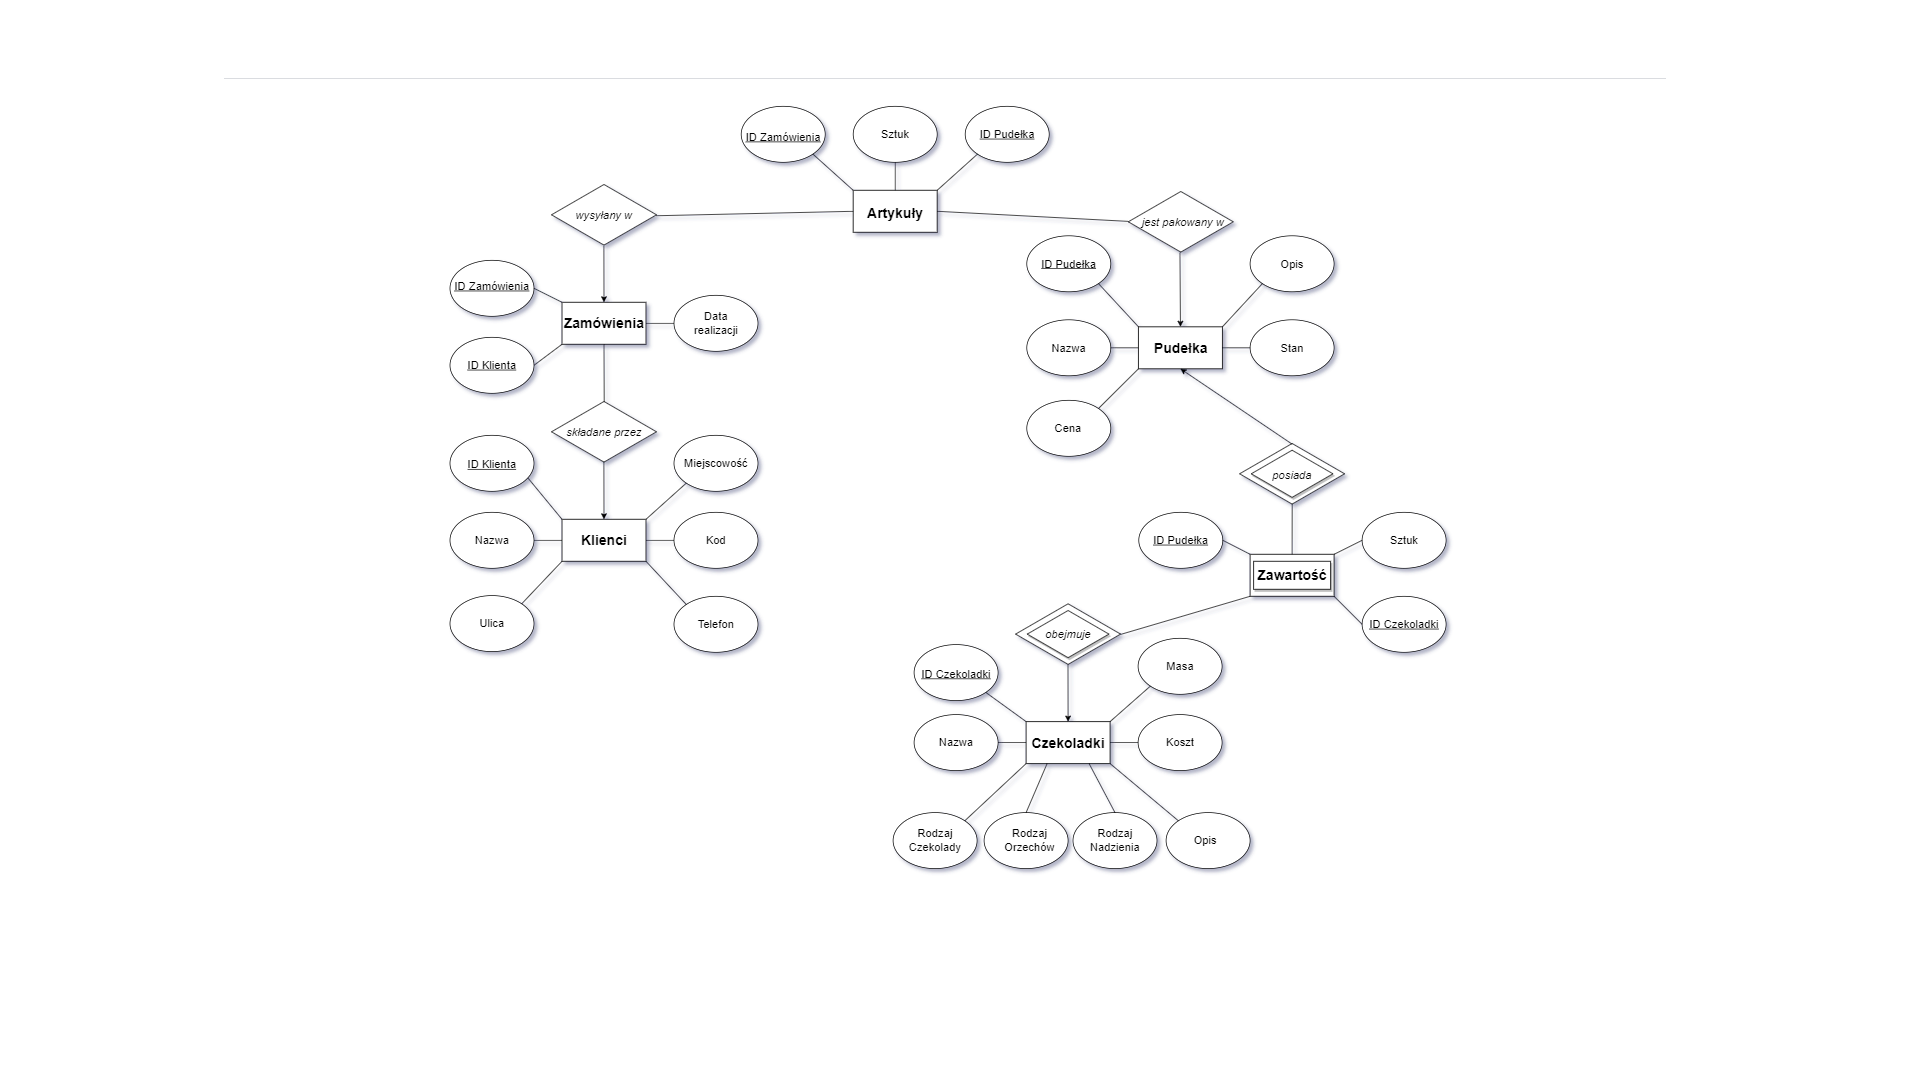 ID Zamówienia
Sztuk
ID Pudełka
Artykuły
wysyłany w
jest pakowany w
ID Zamówienia
Zamówienia
Data
realizacji
ID Klienta
składane przez
ID Klienta
Miejscowość
Nazwa
Klienci
Kod
Ulica
Telefon
ID Pudełka
Opis
Nazwa
Pudełka
Stan
Cena
posiada
ID Pudełka
Sztuk
Zawartość
ID Czekoladki
obejmuje
ID Czekoladki
Masa
Nazwa
Czekoladki
Koszt
Rodzaj
Czekolady
Rodzaj
Orzechów
Rodzaj
Nadzienia
Opis